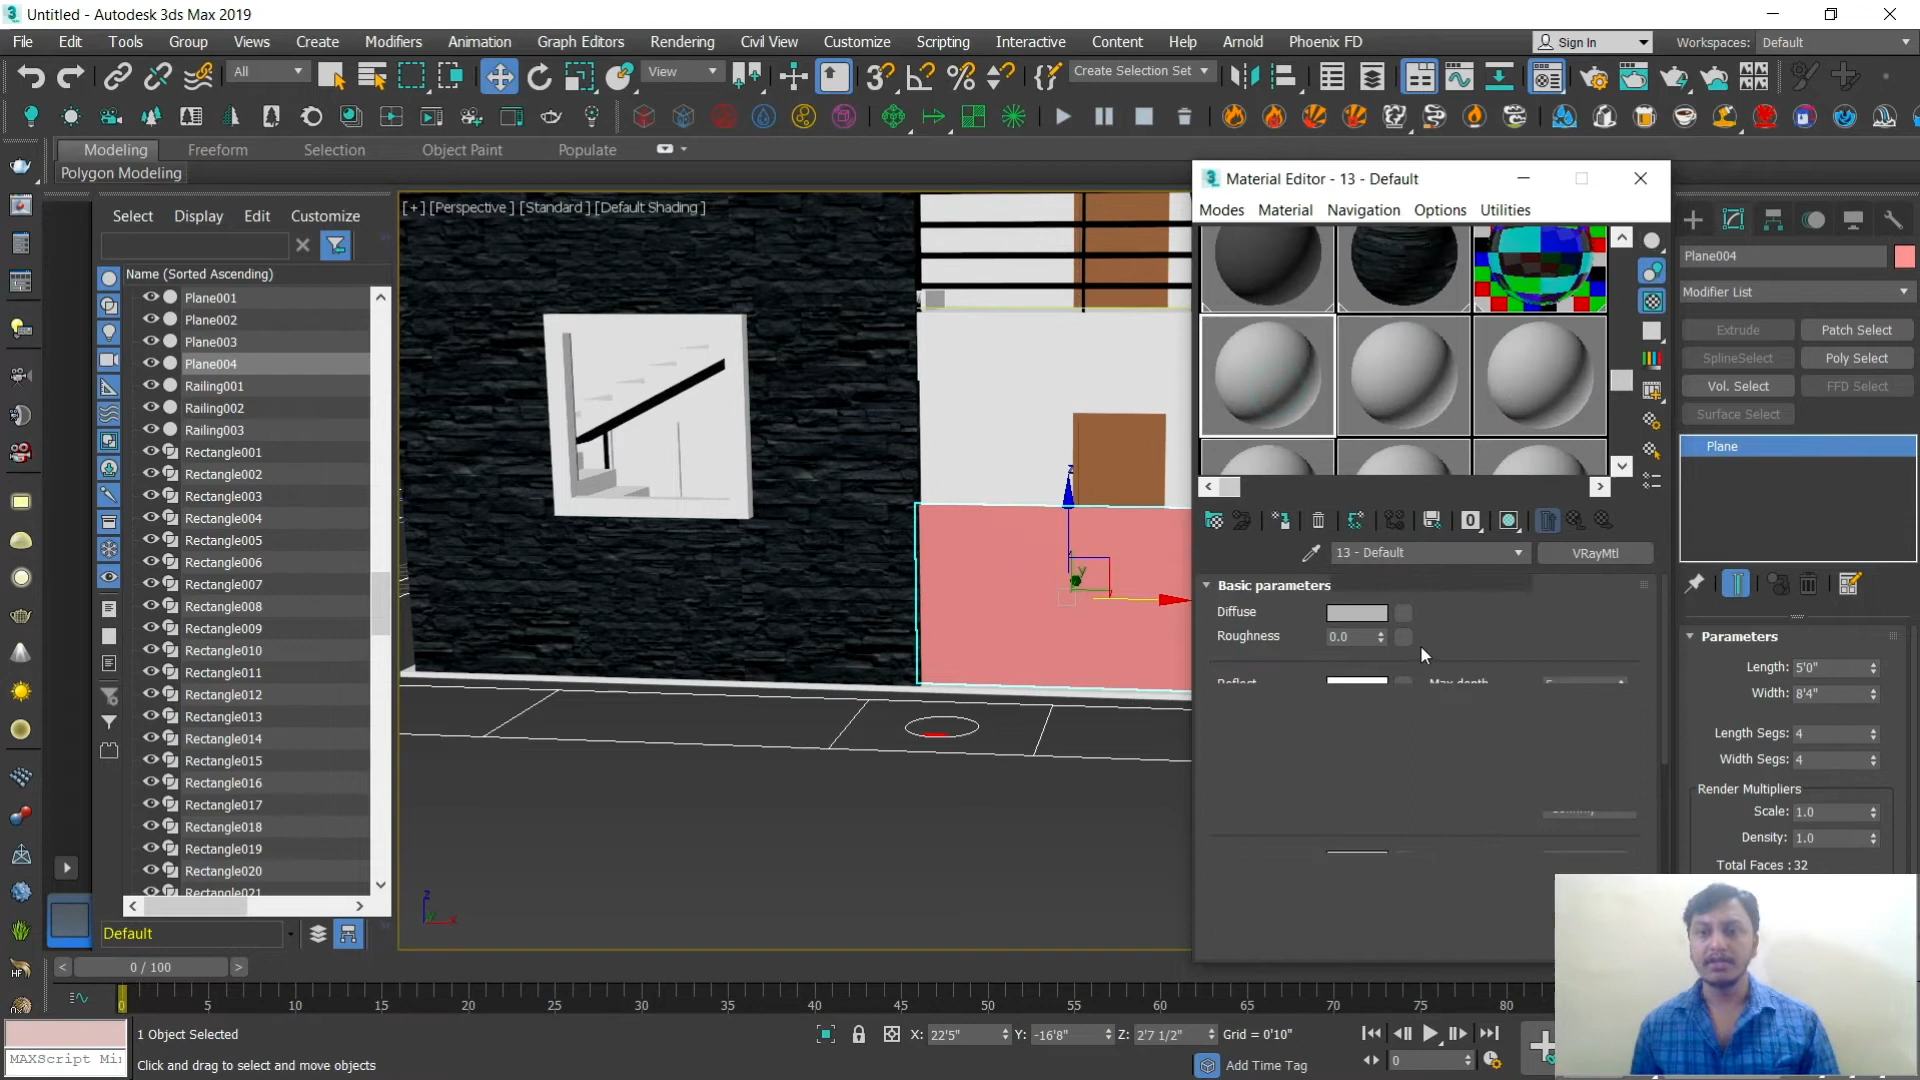 Untitled - Autodesk 3ds Max 2019
File Edit Tools Group Views Create Modifiers Animation Graph Editors Rendering Civil View Customize Scripting Interactive Content Help Arnold Phoenix FD Sign In Workspaces: Default
All View Create Selection Set
Modeling Freeform Selection Object Paint Populate
Polygon Modeling
Select Display Edit Customize
Name (Sorted Ascending)
Plane001
Plane002
Plane003
Plane004
Railing001
Railing002
Railing003
Rectangle001
Rectangle002
Rectangle003
Rectangle004
Rectangle005
Rectangle006
Rectangle007
Rectangle008
Rectangle009
Rectangle010
Rectangle011
Rectangle012
Rectangle013
Rectangle014
Rectangle015
Rectangle016
Rectangle017
Rectangle018
Rectangle019
Rectangle020
Rectangle021
Default
[+] [Perspective ] [Standard ] [Default Shading ]
z
y
z
x
Material Editor - 13 - Default
Modes Material Navigation Options Utilities
0
13 - Default VRayMtl
Basic parameters
Diffuse
Roughness 0.0
Reflect Max depth 5
Plane004
Modifier List
Extrude Patch Select
SplineSelect Poly Select
Vol. Select FFD Select
Surface Select
Plane
Parameters
Length: 5'0"
Width: 8'4"
Length Segs: 4
Width Segs: 4
Render Multipliers
Scale: 1.0
Density: 1.0
Total Faces : 32
HF
< 0 / 100 >
0 5 10 15 20 25 30 35 40 45 50 55 60 65 70 75 80
1 Object Selected X: 22'5" Y: -16'8" Z: 2'7 1/2" Grid = 0'10"
MAXScript Mi
Click and drag to select and move objects Add Time Tag 0